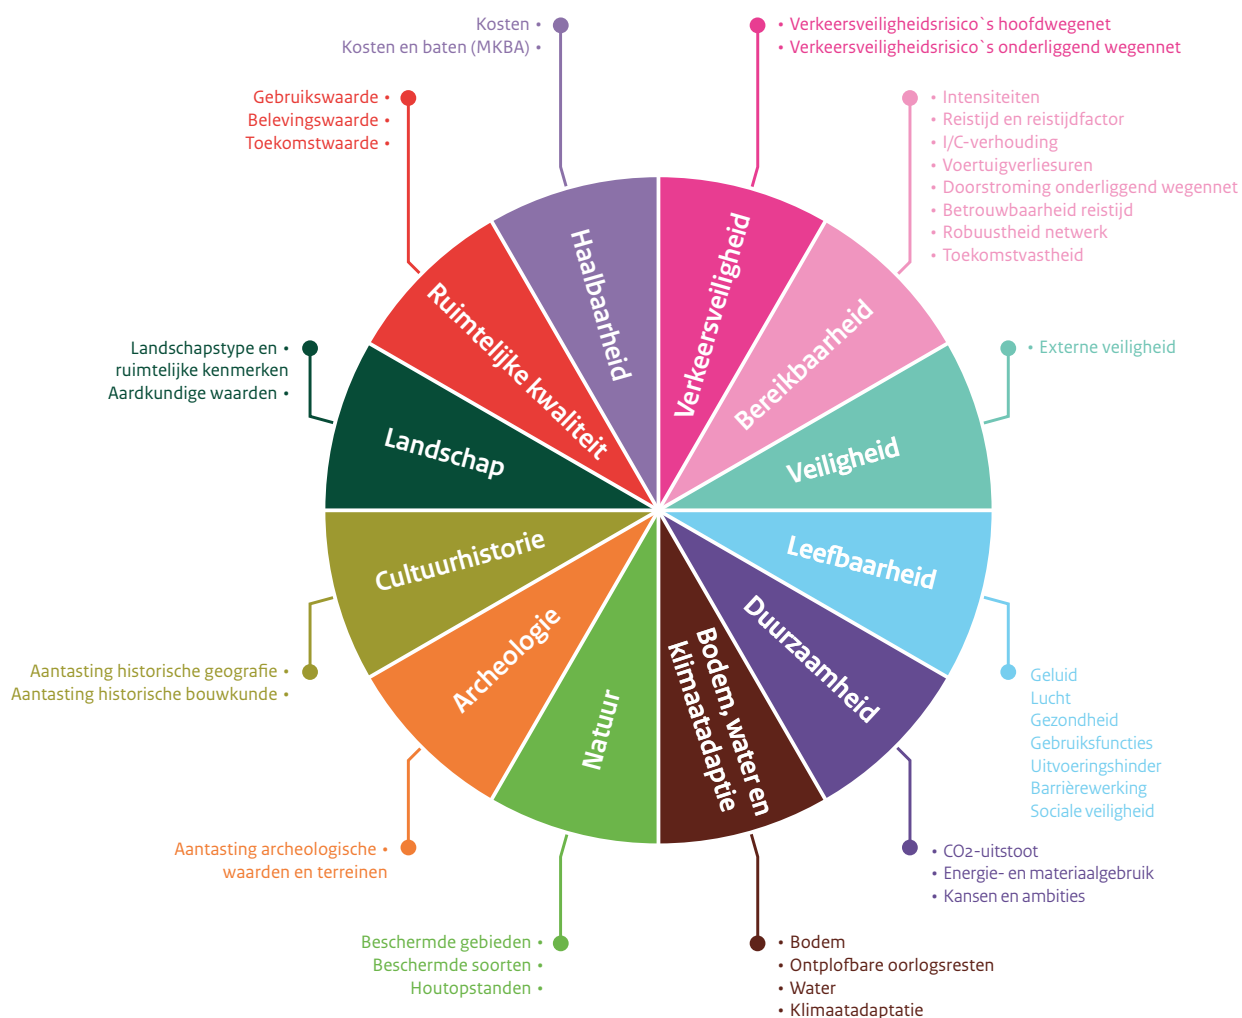 Kosten •
Kosten en baten (MKBA) •
• Verkeersveiligheidsrisico`s hoofdwegenet
• Verkeersveiligheidsrisico`s onderliggend wegennet
Gebruikswaarde •
Belevingswaarde •
Toekomstwaarde •
• Intensiteiten
• Reistijd en reistijdfactor
• I/C-verhouding
• Voertuigverliesuren
• Doorstroming onderliggend wegennet
• Betrouwbaarheid reistijd
• Robuustheid netwerk
• Toekomstvastheid
Landschapstype en •
ruimtelijke kenmerken
Aardkundige waarden •
• Externe veiligheid
Haalbaarheid
Verkeersveiligheid
Ruimtelijke kwaliteit
Bereikbaarheid
Landschap
Veiligheid
Cultuurhistorie
Leefbaarheid
Archeologie
Duurzaamheid
Natuur
Bodem, water en
klimaatadaptie
Aantasting historische geografie •
Aantasting historische bouwkunde •
Geluid
Lucht
Gezondheid
Gebruiksfuncties
Uitvoeringshinder
Barrièrewerking
Sociale veiligheid
Aantasting archeologische •
waarden en terreinen
• CO2-uitstoot
• Energie- en materiaalgebruik
• Kansen en ambities
Beschermde gebieden •
Beschermde soorten •
Houtopstanden •
• Bodem
• Ontplofbare oorlogsresten
• Water
• Klimaatadaptatie